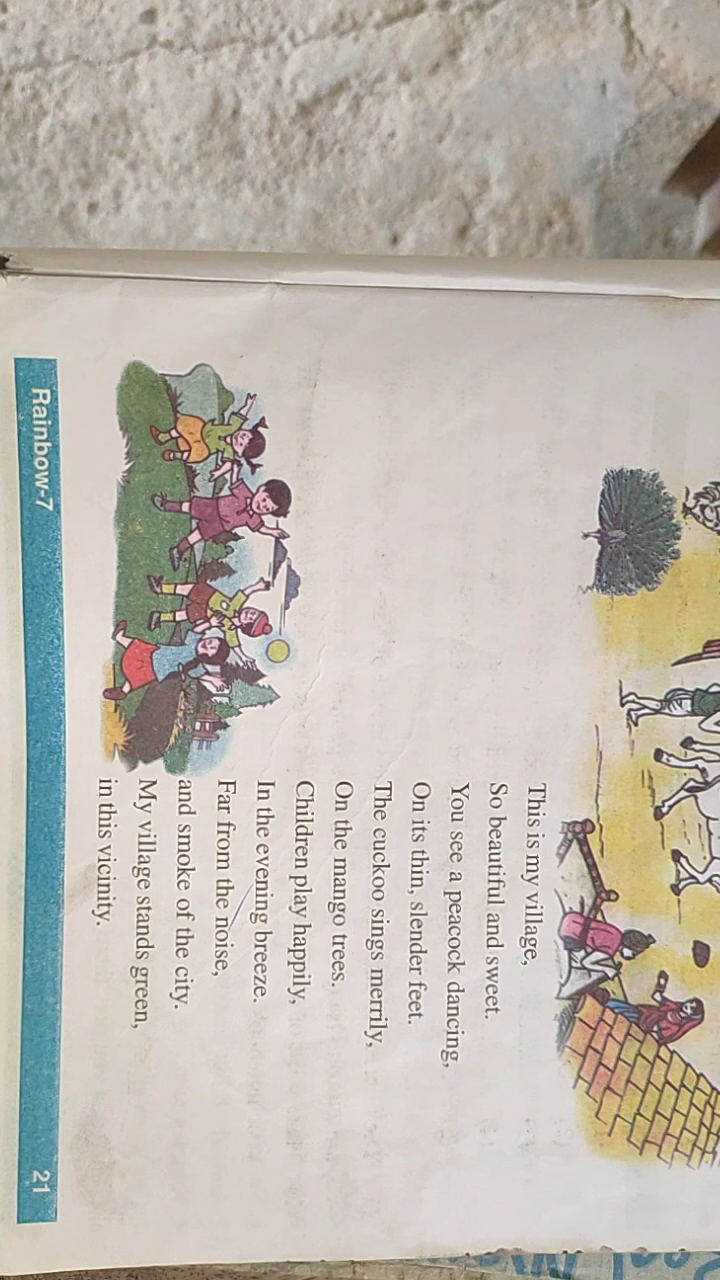 This is my village,
So beautiful and sweet.
You see a peacock dancing,
On its thin, slender feet.
The cuckoo sings merrily,
On the mango trees.
Children play happily,
In the evening breeze.
Far from the noise,
and smoke of the city.
My village stands green,
in this vicinity.
Rainbow-7
21